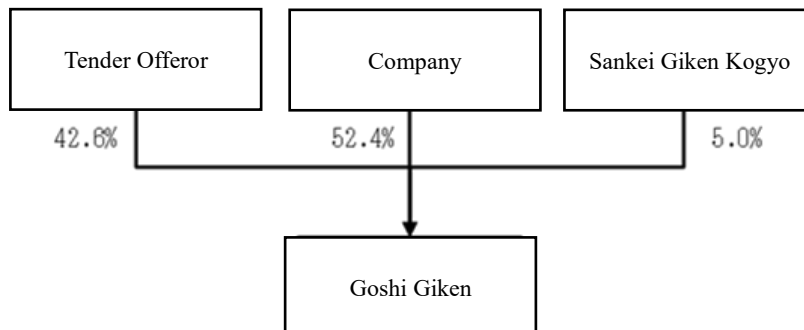 Tender Offeror
Company
Sankei Giken Kogyo
42.6%
52.4%
5.0%
Goshi Giken